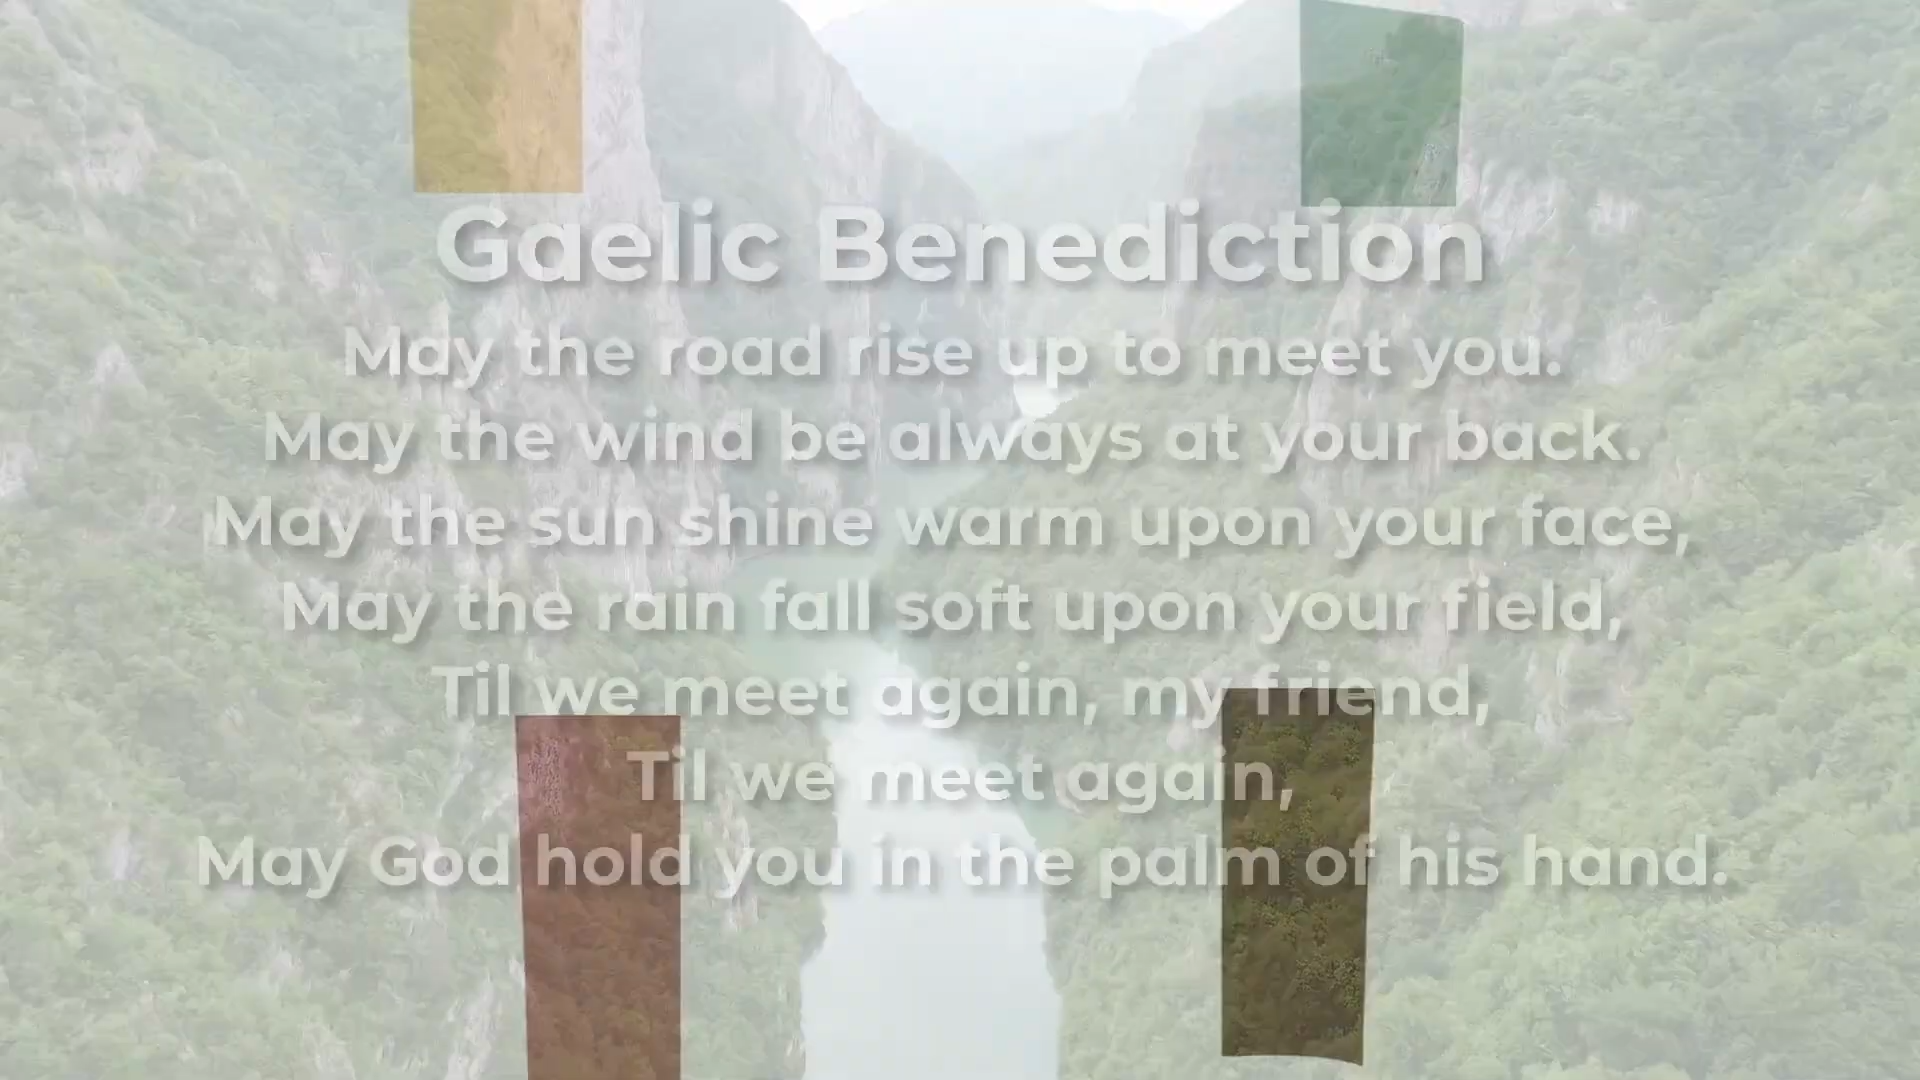 Gaelic Benediction
May the road rise up to meet you.
May the wind be always at your back.
May the sun shine warm upon your face,
May the rain fall soft upon your field,
Til we meet again, my friend,
Til we meet again,
May God hold you in the palm of his hand.